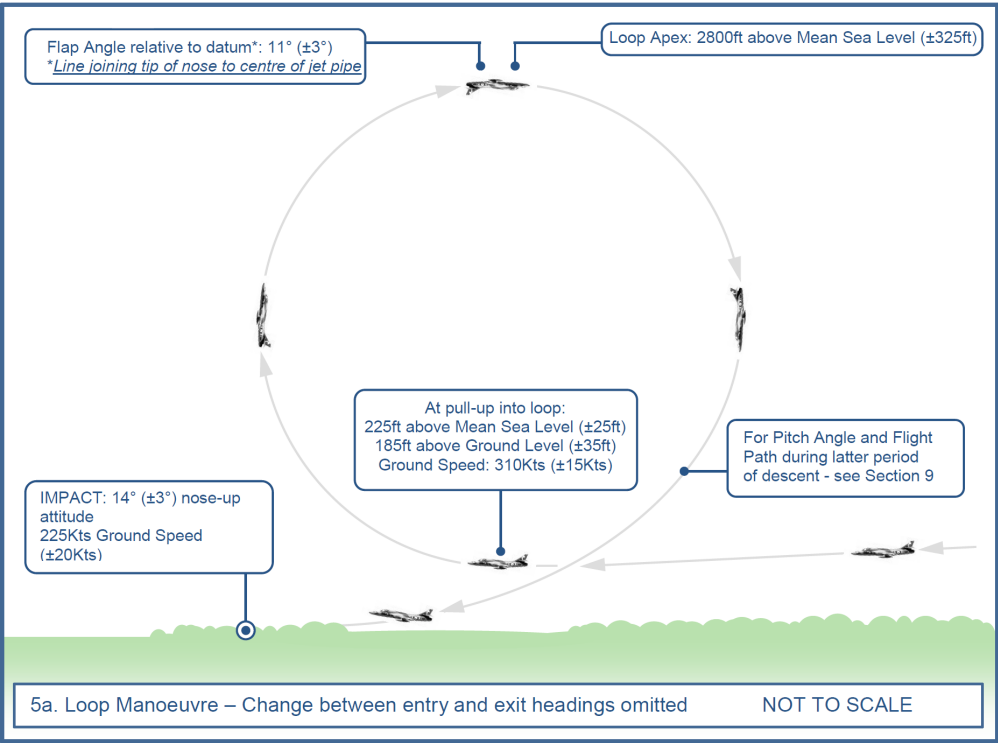 Flap Angle relative to datum*: 11° (±3°)
*Line joining tip of nose to centre of jet pipe
Loop Apex: 2800ft above Mean Sea Level (±325ft)
At pull-up into loop:
225ft above Mean Sea Level (±25ft)
185ft above Ground Level (±35ft)
Ground Speed: 310Kts (±15Kts)
For Pitch Angle and Flight
Path during latter period
of descent - see Section 9
IMPACT: 14° (±3°) nose-up
attitude
225Kts Ground Speed
(±20Kts)
5a. Loop Manoeuvre – Change between entry and exit headings omitted
NOT TO SCALE